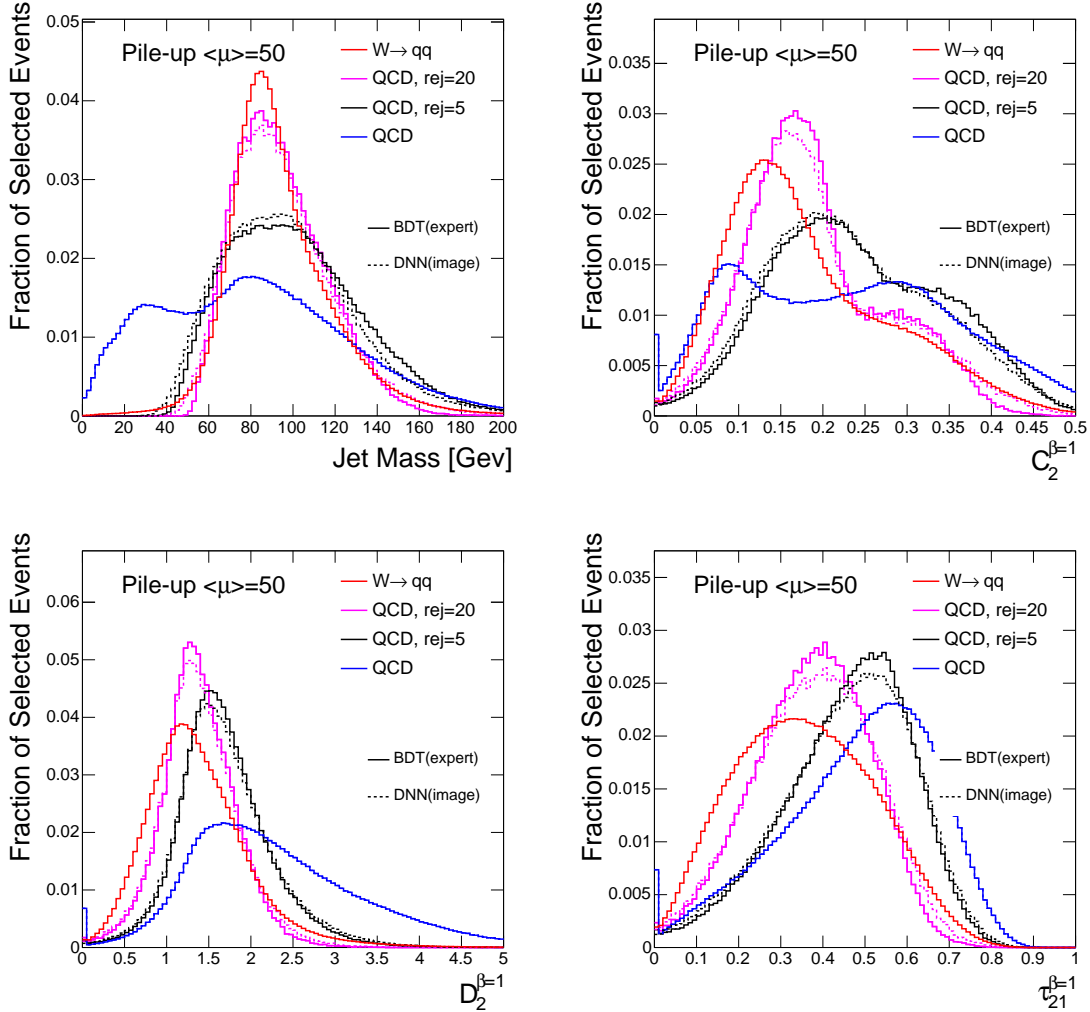 Fraction of Selected Events
0.05
0.04
0.03
0.02
0.01
0
Pile-up <μ>=50
W→ qq
QCD, rej=20
QCD, rej=5
QCD
BDT(expert)
DNN(image)
0 20 40 60 80 100 120 140 160 180 200
Jet Mass [Gev]
Fraction of Selected Events
0.035
0.03
0.025
0.02
0.015
0.01
0.005
0
Pile-up <μ>=50
W→ qq
QCD, rej=20
QCD, rej=5
QCD
BDT(expert)
DNN(image)
0 0.05 0.1 0.15 0.2 0.25 0.3 0.35 0.4 0.45 0.5
C₂^β=1
Fraction of Selected Events
0.06
0.05
0.04
0.03
0.02
0.01
0
Pile-up <μ>=50
W→ qq
QCD, rej=20
QCD, rej=5
QCD
BDT(expert)
DNN(image)
0 0.5 1 1.5 2 2.5 3 3.5 4 4.5 5
D₂^β=1
Fraction of Selected Events
0.035
0.03
0.025
0.02
0.015
0.01
0.005
0
Pile-up <μ>=50
W→ qq
QCD, rej=20
QCD, rej=5
QCD
BDT(expert)
DNN(image)
0 0.1 0.2 0.3 0.4 0.5 0.6 0.7 0.8 0.9 1
τ₂₁^β=1